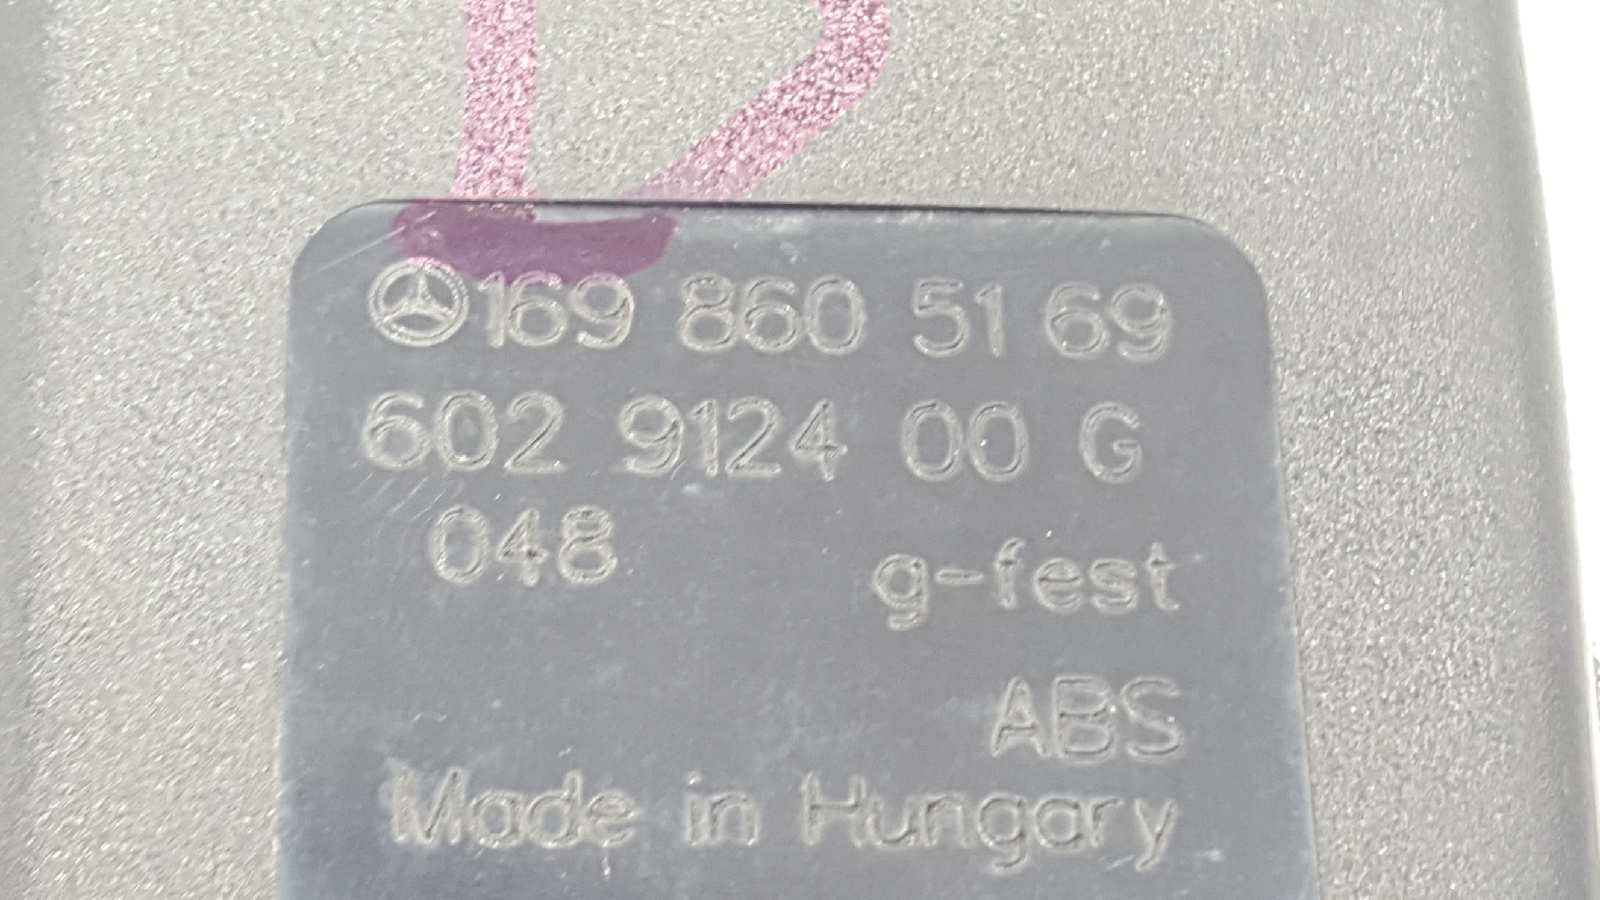 169 860 51 69
602 9124 00 G
048 g-fest
ABS
Made in Hungary